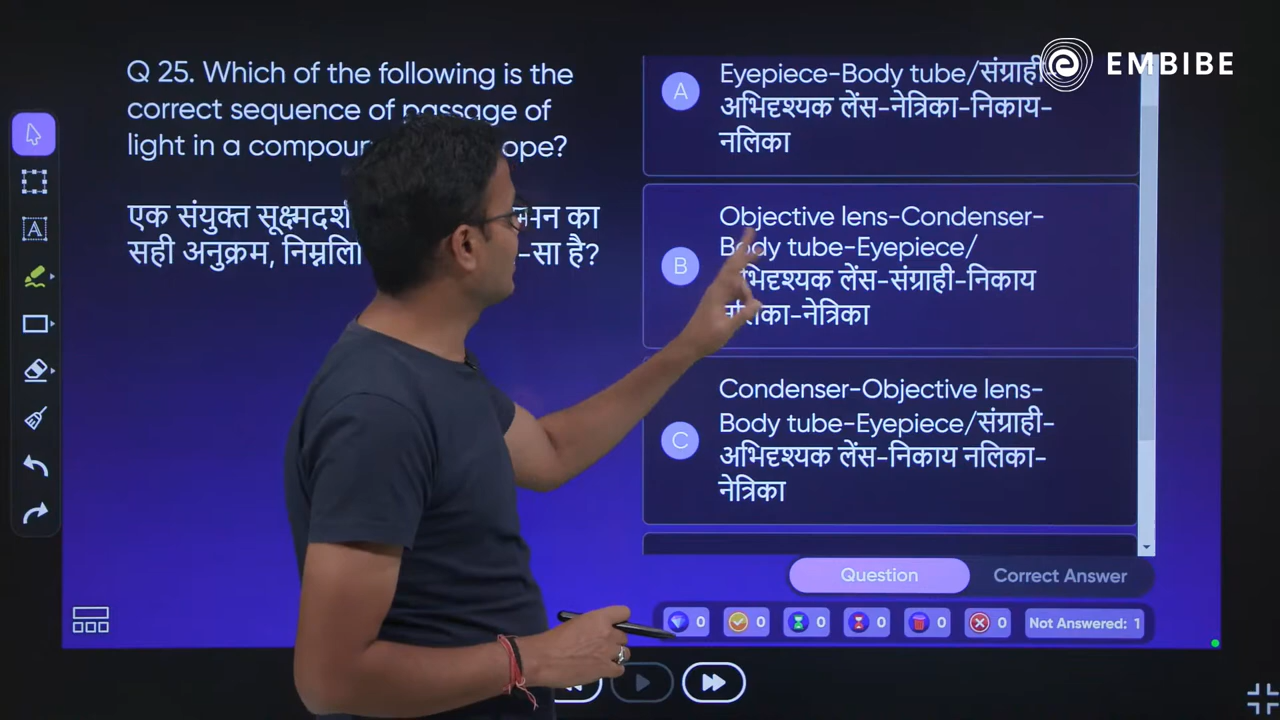 Q 25. Which of the following is the
correct sequence of passage of
light in a compou ope?
एक संयुक्त सूक्ष्मदर्श मन का
सही अनुक्रम, निम्नलि -सा है?
A
Eyepiece-Body tube/संग्राही
अभिदृश्यक लेंस-नेत्रिका-निकाय-
नलिका
B
Objective lens-Condenser-
Body tube-Eyepiece/
भिदृश्यक लेंस-संग्राही-निकाय
नलिका-नेत्रिका
C
Condenser-Objective lens-
Body tube-Eyepiece/संग्राही-
अभिदृश्यक लेंस-निकाय नलिका-
नेत्रिका
Question Correct Answer
0 0 0 0 0 0 Not Answered: 1
EMBIBE
A